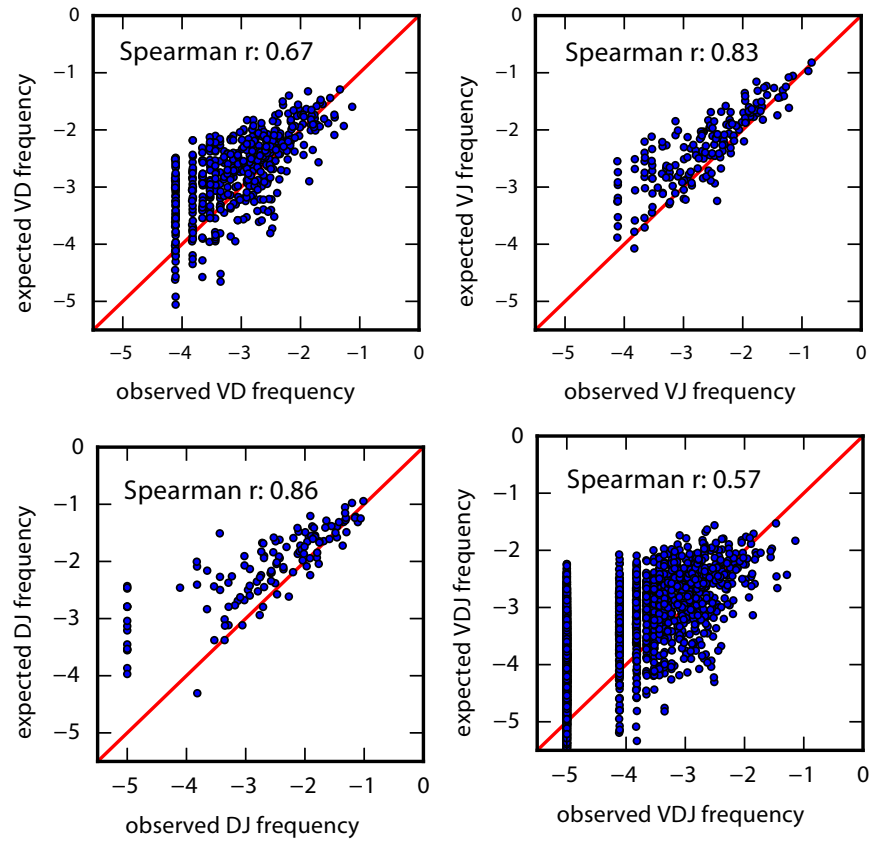 Spearman r: 0.67
expected VD frequency
0
−1
−2
−3
−4
−5
−5 −4 −3 −2 −1 0
observed VD frequency
Spearman r: 0.83
expected VJ frequency
0
−1
−2
−3
−4
−5
−5 −4 −3 −2 −1 0
observed VJ frequency
Spearman r: 0.86
expected DJ frequency
0
−1
−2
−3
−4
−5
−5 −4 −3 −2 −1 0
observed DJ frequency
Spearman r: 0.57
expected VDJ frequency
0
−1
−2
−3
−4
−5
−5 −4 −3 −2 −1 0
observed VDJ frequency